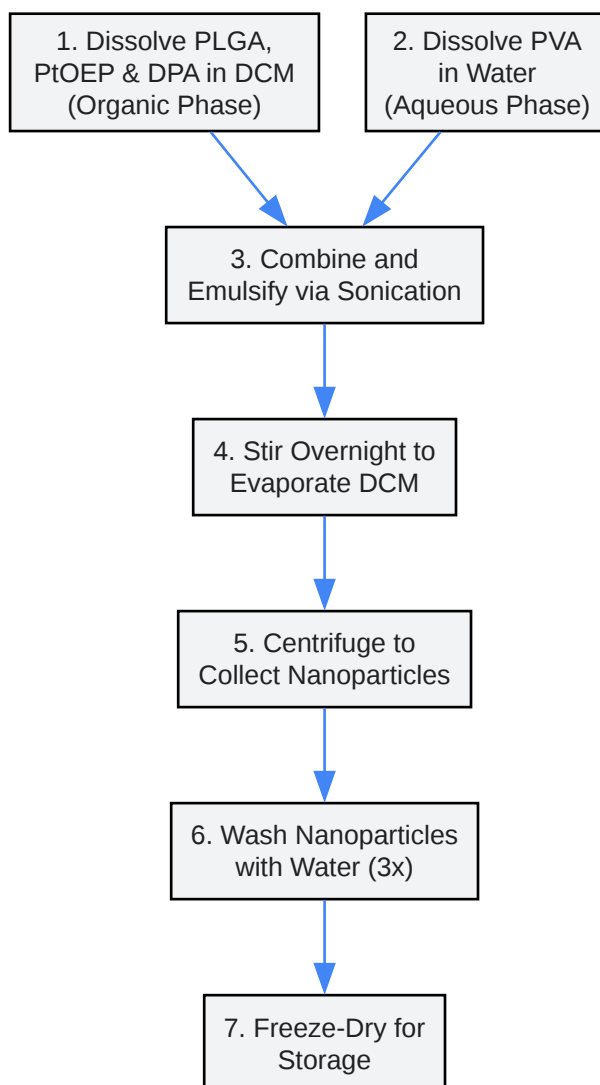 1. Dissolve PLGA,
PtOEP & DPA in DCM
(Organic Phase)
2. Dissolve PVA
in Water
(Aqueous Phase)
3. Combine and
Emulsify via Sonication
4. Stir Overnight to
Evaporate DCM
5. Centrifuge to
Collect Nanoparticles
6. Wash Nanoparticles
with Water (3x)
7. Freeze-Dry for
Storage